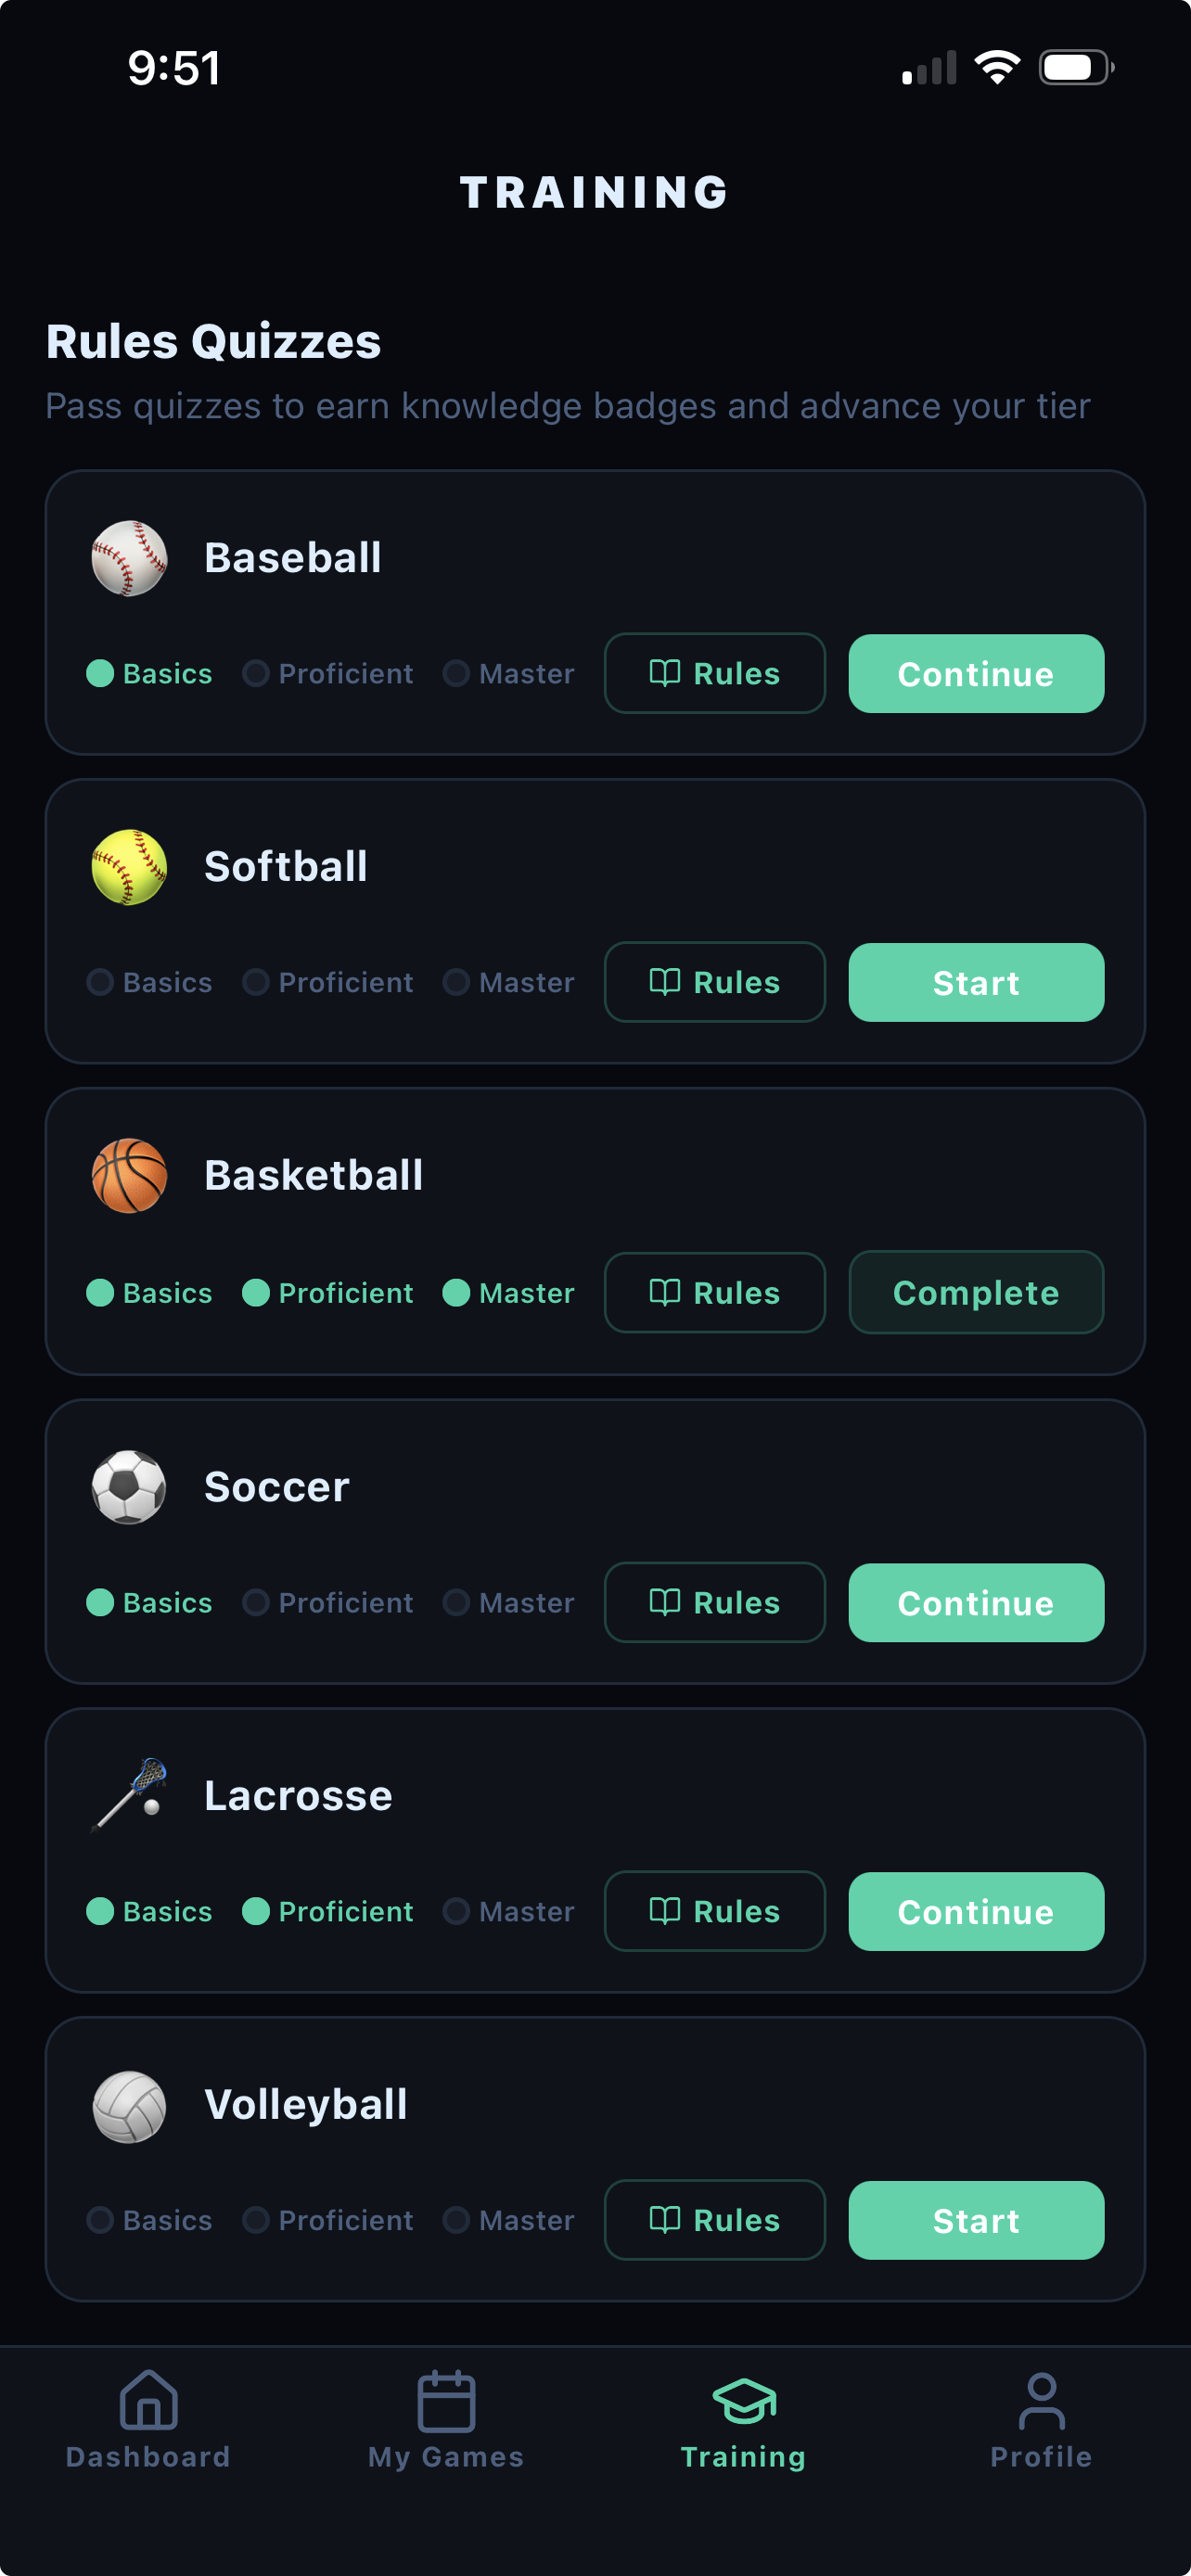 9:51
TRAINING
Rules Quizzes
Pass quizzes to earn knowledge badges and advance your tier
Baseball
Basics Proficient Master Rules Continue
Softball
Basics Proficient Master Rules Start
Basketball
Basics Proficient Master Rules Complete
Soccer
Basics Proficient Master Rules Continue
Lacrosse
Basics Proficient Master Rules Continue
Volleyball
Basics Proficient Master Rules Start
Dashboard My Games Training Profile